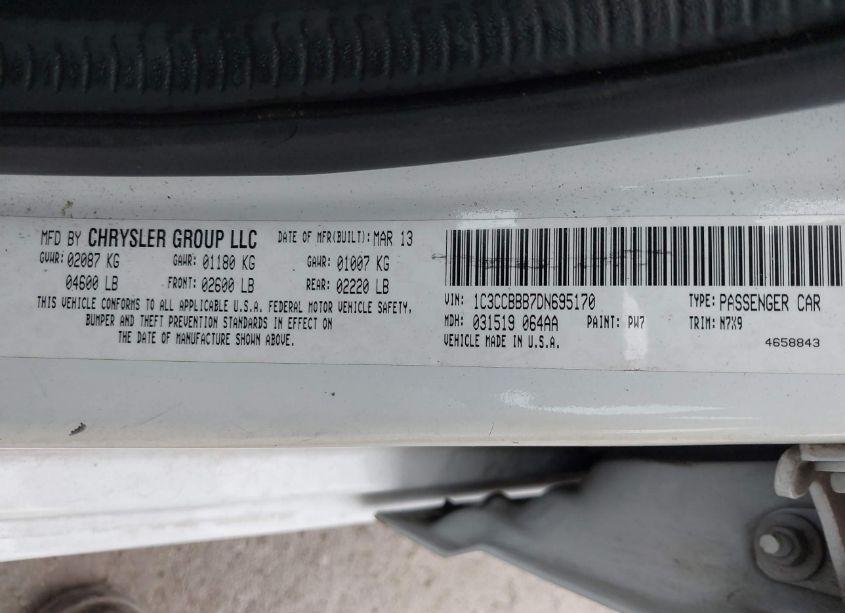 MFD BY CHRYSLER GROUP LLC DATE OF MFR(BUILT): MAR 13
GVWR: 02087 KG GAWR: 01180 KG GAWR: 01007 KG
04600 LB FRONT: 02600 LB REAR: 02220 LB
THIS VEHICLE CONFORMS TO ALL APPLICABLE U.S.A. FEDERAL MOTOR VEHICLE SAFETY,
BUMPER AND THEFT PREVENTION STANDARDS IN EFFECT ON
THE DATE OF MANUFACTURE SHOWN ABOVE.
VIN: 1C3CCBBB7DN695170 TYPE: PASSENGER CAR
MDH: 031519 064AA PAINT: PW7 TRIM: N7X9
VEHICLE MADE IN U.S.A. 4658843